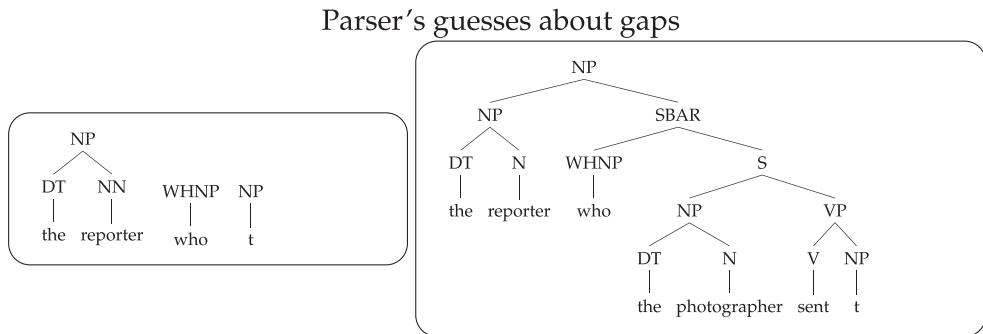 Parser's guesses about gaps
NP
DT NN WHNP NP
the reporter who t
NP
NP SBAR
DT N WHNP S
the reporter who NP VP
DT N V NP
the photographer sent t